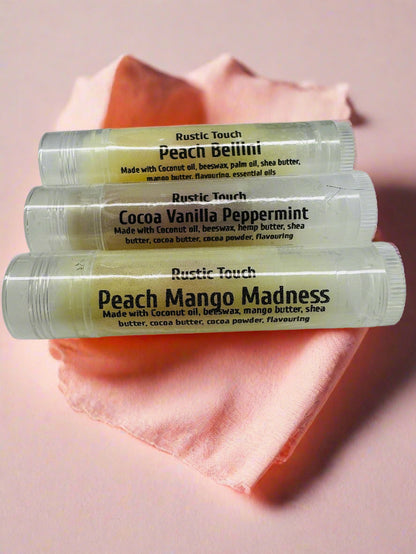 Rustic Touch
Peach Bellini
Made with Coconut oil, beeswax, palm oil, shea butter,
mango butter, flavouring, essential oils
Rustic Touch
Cocoa Vanilla Peppermint
Made with Coconut oil, beeswax, hemp butter, shea
butter, cocoa butter, cocoa powder, flavouring
Rustic Touch
Peach Mango Madness
Made with Coconut oil, beeswax, mango butter, shea
butter, cocoa butter, cocoa powder, flavouring